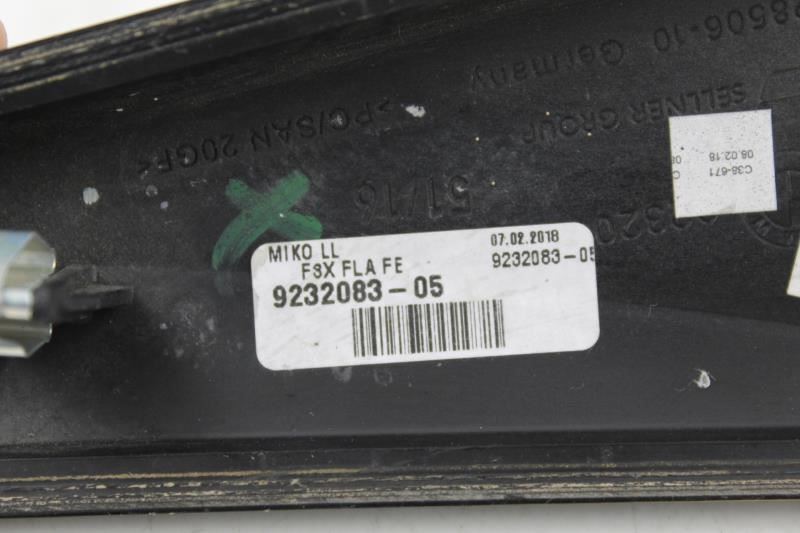 8506-10 Germany
SELLNER GROUP
>PC/SAN 20GF<
51/16
C38-671
08.02.18
MIKO LL
F3X FLA FE
9232083-05
07.02.2018
9232083-05